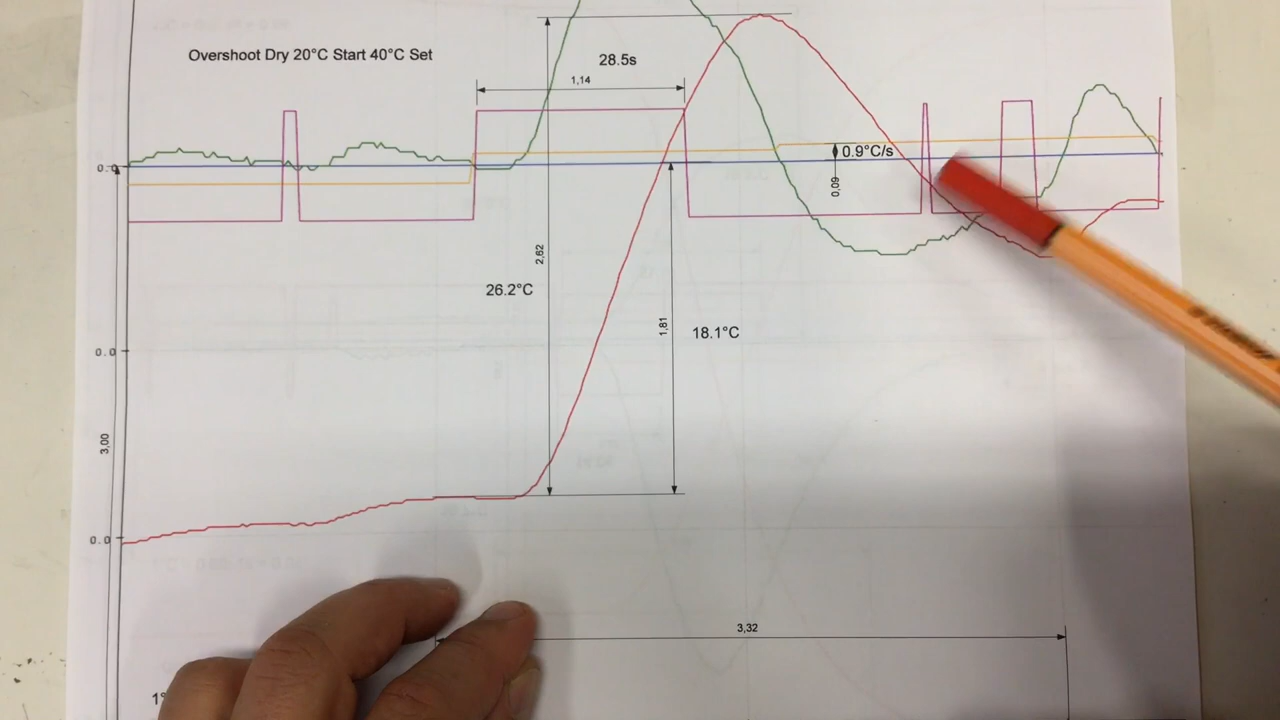 Overshoot Dry 20°C Start 40°C Set
28.5s
1,14
0.0
0.9°C/s
0,09
2,62
26.2°C
1,81
18.1°C
0.0
3,00
0.0
3,32
1°